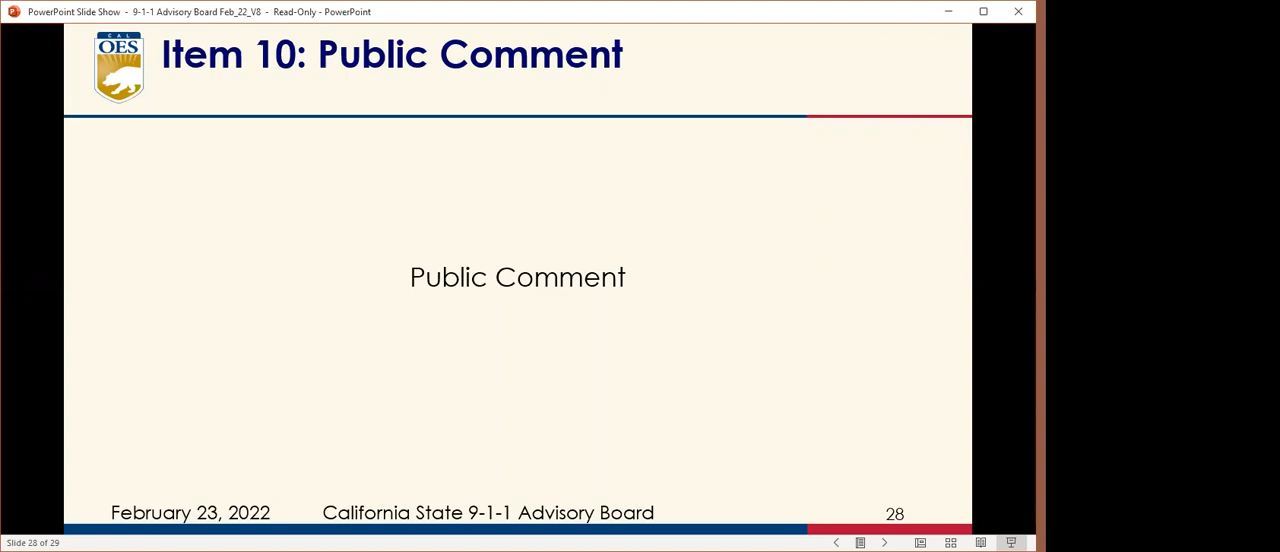 PowerPoint Slide Show - 9-1-1 Advisory Board Feb_22_V8 - Read-Only - PowerPoint
CAL
OES
Item 10: Public Comment
Public Comment
February 23, 2022 California State 9-1-1 Advisory Board 28
Slide 28 of 29